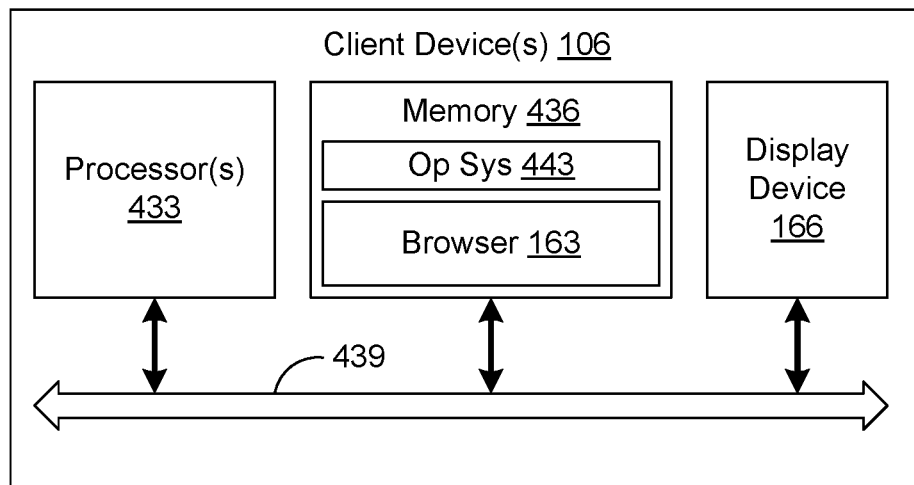 Client Device(s) 106
Processor(s)
433
Memory 436
Op Sys 443
Browser 163
Display
Device
166
439